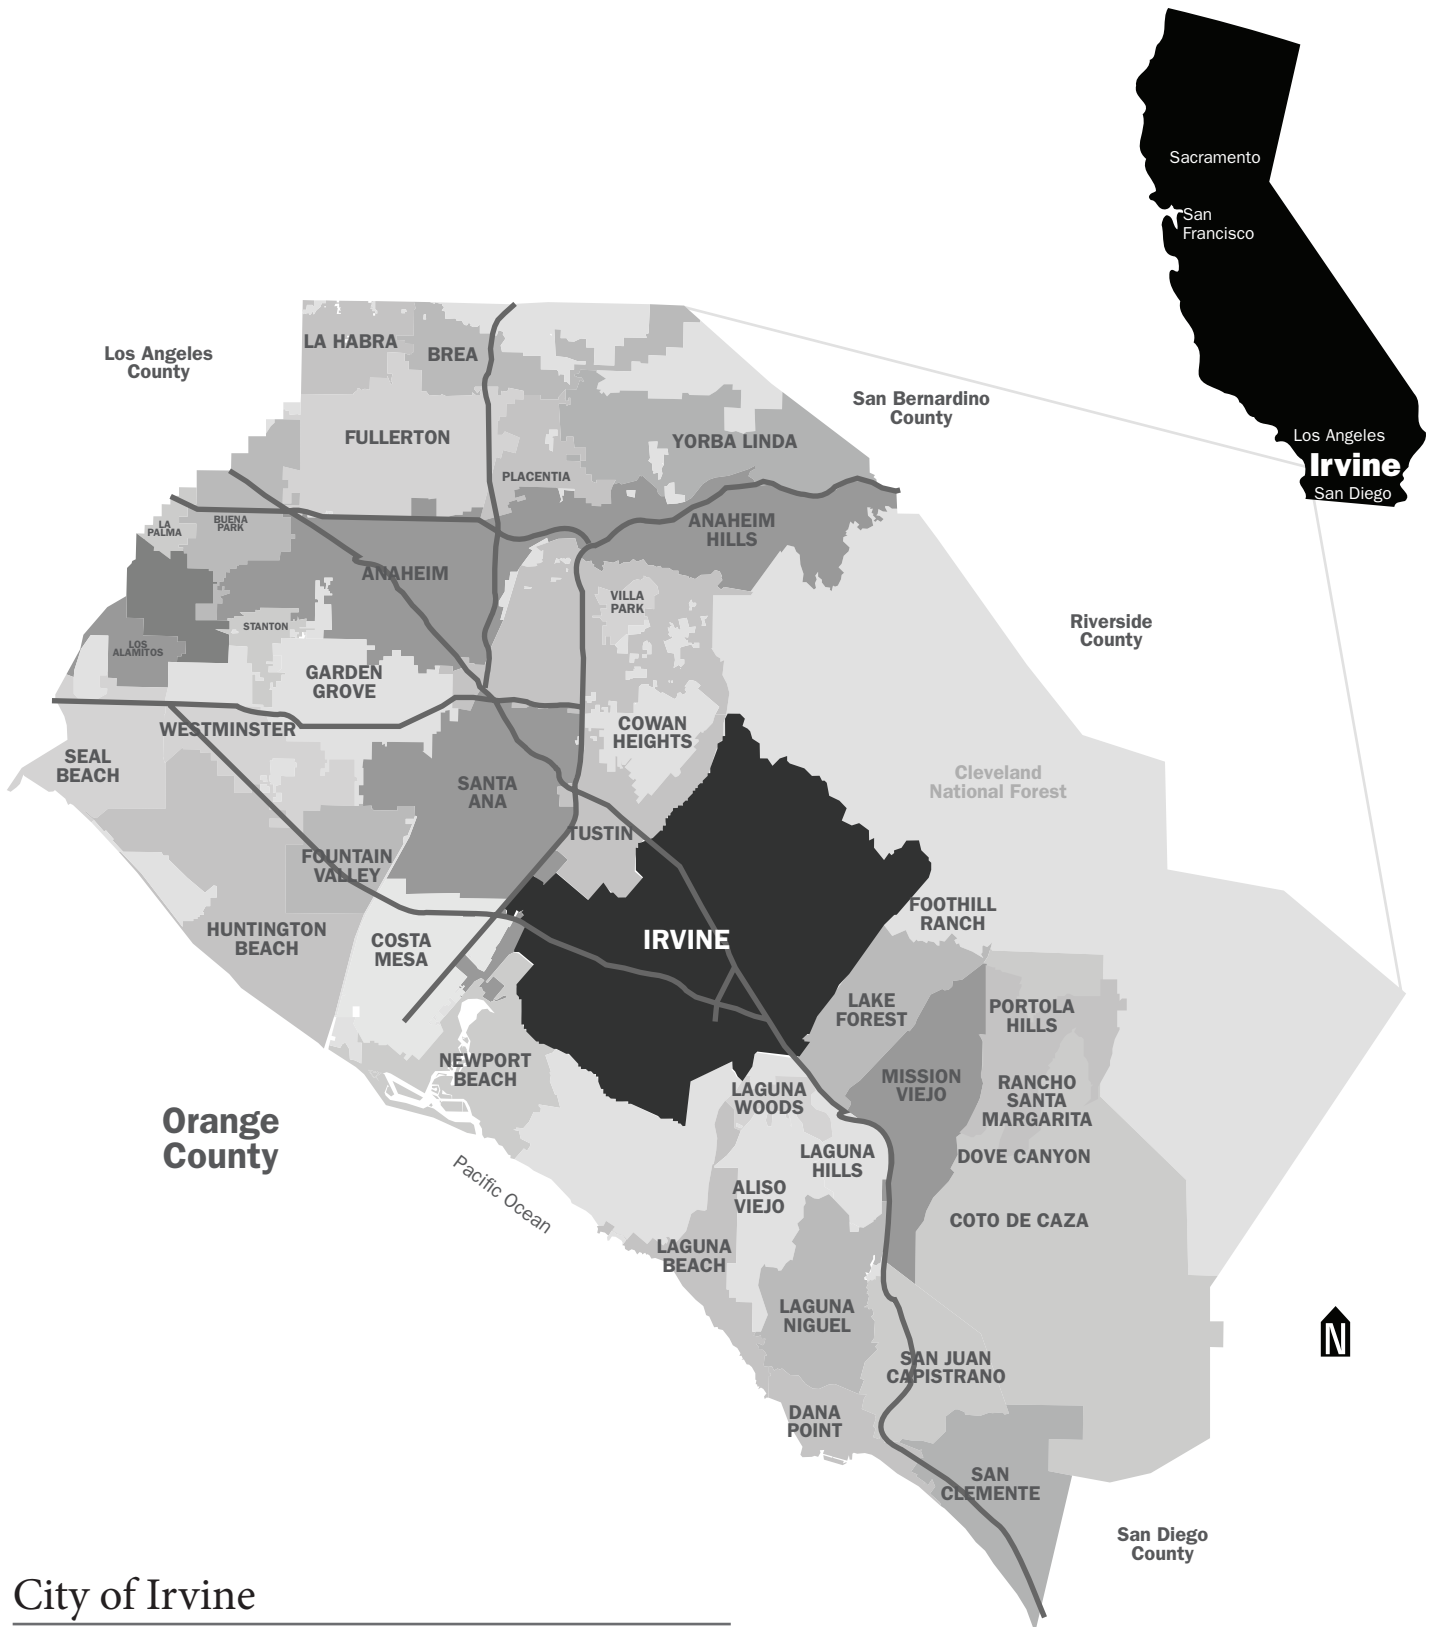 Sacramento
San
Francisco
Los Angeles
Irvine
San Diego
Los Angeles
County
San Bernardino
County
Riverside
County
LA HABRA
BREA
FULLERTON
YORBA LINDA
PLACENTIA
LA
PALMA
BUENA
PARK
ANAHEIM
HILLS
ANAHEIM
VILLA
PARK
STANTON
LOS
ALAMITOS
GARDEN
GROVE
WESTMINSTER
COWAN
HEIGHTS
SEAL
BEACH
SANTA
ANA
Cleveland
National Forest
TUSTIN
FOUNTAIN
VALLEY
HUNTINGTON
BEACH
COSTA
MESA
IRVINE
FOOTHILL
RANCH
LAKE
FOREST
PORTOLA
HILLS
NEWPORT
BEACH
LAGUNA
WOODS
MISSION
VIEJO
RANCHO
SANTA
MARGARITA
Orange
County
Pacific Ocean
LAGUNA
HILLS
DOVE CANYON
ALISO
VIEJO
COTO DE CAZA
LAGUNA
BEACH
LAGUNA
NIGUEL
N
SAN JUAN
CAPISTRANO
DANA
POINT
SAN
CLEMENTE
San Diego
County
City of Irvine